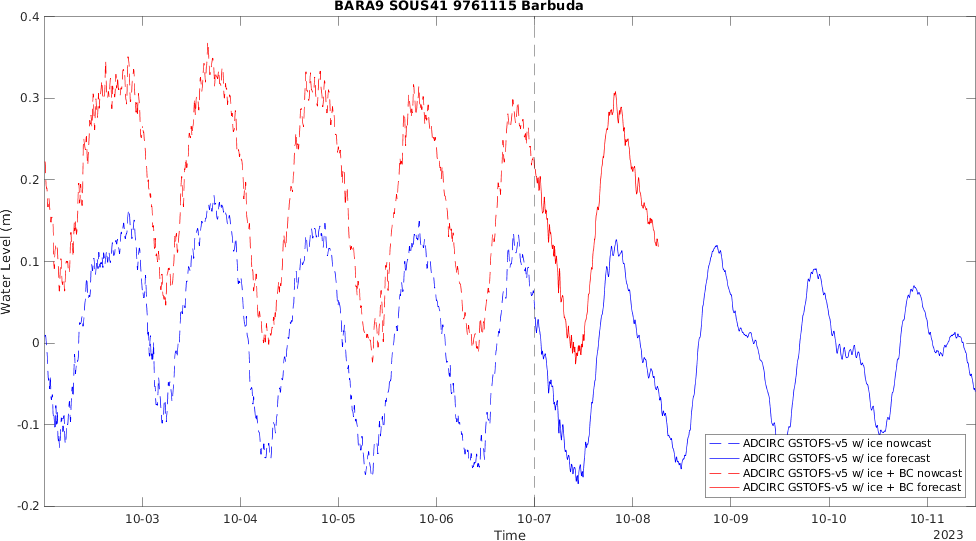 BARA9 SOUS41 9761115 Barbuda
Water Level (m)
0.4
0.3
0.2
0.1
0
-0.1
-0.2
ADCIRC GSTOFS-v5 w/ ice nowcast
ADCIRC GSTOFS-v5 w/ ice forecast
ADCIRC GSTOFS-v5 w/ ice + BC nowcast
ADCIRC GSTOFS-v5 w/ ice + BC forecast
10-03 10-04 10-05 10-06 10-07 10-08 10-09 10-10 10-11
Time
2023